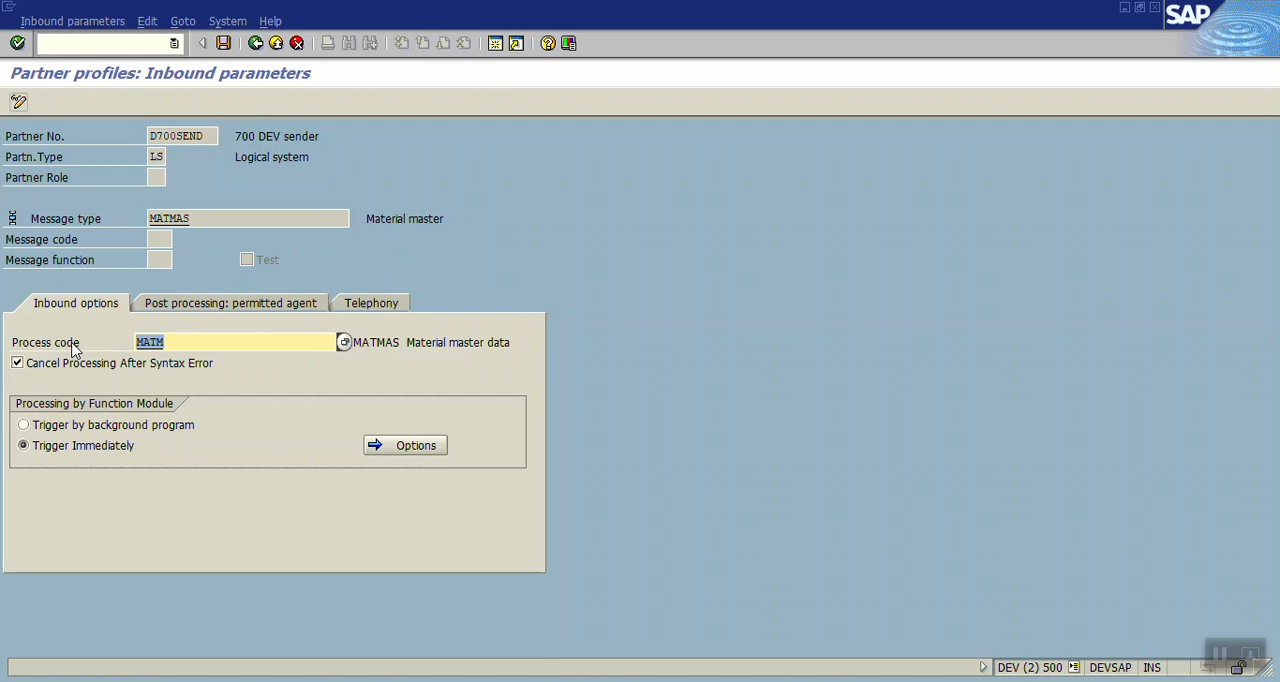 Inbound parameters Edit Goto System Help
SAP
Partner profiles: Inbound parameters
Partner No. D700SEND 700 DEV sender
Partn.Type LS Logical system
Partner Role
Message type MATMAS Material master
Message code
Message function Test
Inbound options Post processing: permitted agent Telephony
Process code MATM MATMAS Material master data
Cancel Processing After Syntax Error
Processing by Function Module
Trigger by background program
Trigger Immediately Options
DEV (2) 500 DEVSAP INS